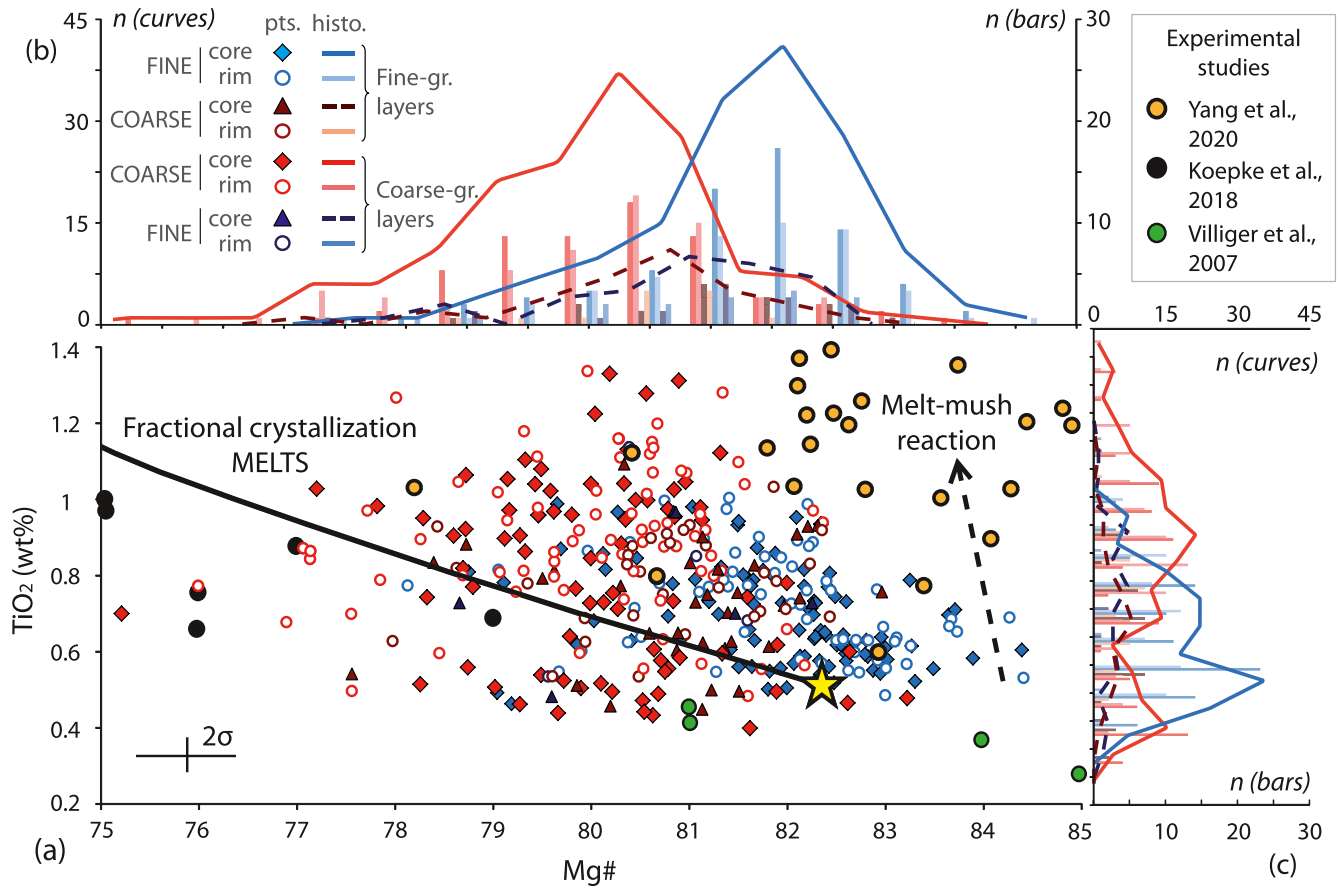 (b)
n (curves)
n (bars)
45
30
15
0
30
20
10
pts. histo.
FINE
core
rim
COARSE
core
rim
Fine-gr.
layers
COARSE
core
rim
FINE
core
rim
Coarse-gr.
layers
Experimental
studies
Yang et al.,
2020
Koepke et al.,
2018
Villiger et al.,
2007
0 15 30 45
n (curves)
n (bars)
10 20 30
(c)
Fractional crystallization
MELTS
Melt-mush
reaction
2σ
1.4
1.2
1
0.8
0.6
0.4
0.2
TiO₂ (wt%)
75 76 77 78 79 80 81 82 83 84 85
Mg#
(a)